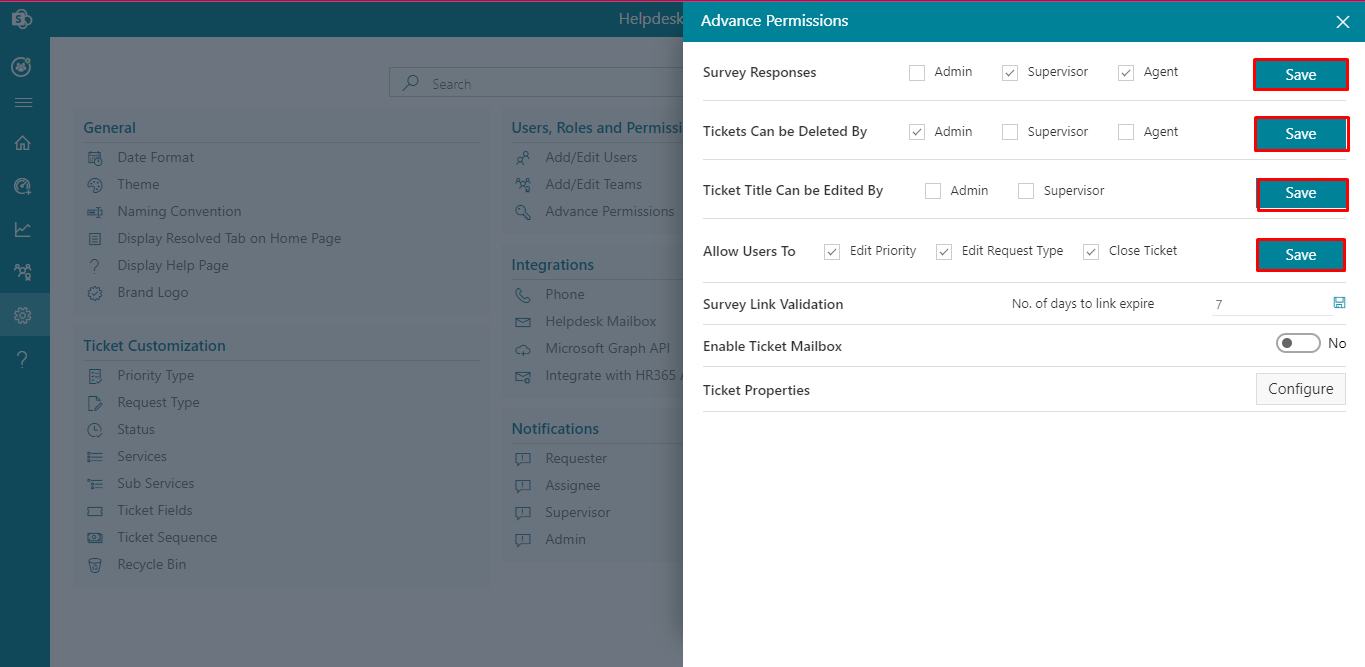 Helpdesk
Search
General
Date Format
Theme
Naming Convention
Display Resolved Tab on Home Page
Display Help Page
Brand Logo
Ticket Customization
Priority Type
Request Type
Status
Services
Sub Services
Ticket Fields
Ticket Sequence
Recycle Bin
Users, Roles and Permissi
Add/Edit Users
Add/Edit Teams
Advance Permissions
Integrations
Phone
Helpdesk Mailbox
Microsoft Graph API
Integrate with HR365 A
Notifications
Requester
Assignee
Supervisor
Admin
Advance Permissions
Survey Responses Admin Supervisor Agent Save
Tickets Can be Deleted By Admin Supervisor Agent Save
Ticket Title Can be Edited By Admin Supervisor Save
Allow Users To Edit Priority Edit Request Type Close Ticket Save
Survey Link Validation No. of days to link expire 7
Enable Ticket Mailbox No
Ticket Properties Configure